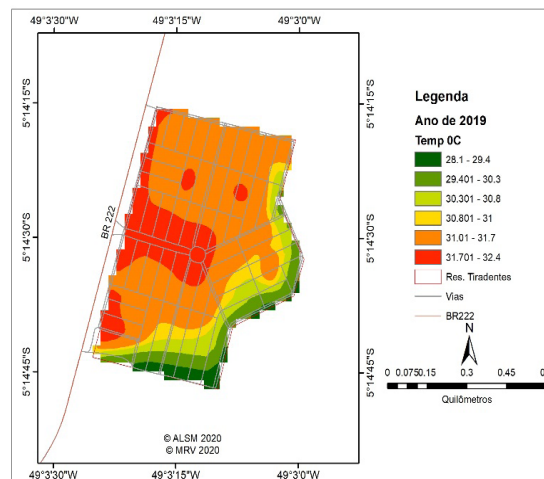 49°3'30"W 49°3'15"W 49°3'0"W
5°14'15"S 5°14'15"S
5°14'30"S 5°14'30"S
5°14'45"S 5°14'45"S
BR 222
Legenda
Ano de 2019
Temp 0C
28.1 - 29.4
29.401 - 30.3
30.301 - 30.8
30.801 - 31
31.01 - 31.7
31.701 - 32.4
Res. Tiradentes
Vias
BR222
N
0 0.075 0.15 0.3 0.45 0.6
Quilômetros
© ALSM 2020
© MRV 2020
49°3'30"W 49°3'15"W 49°3'0"W